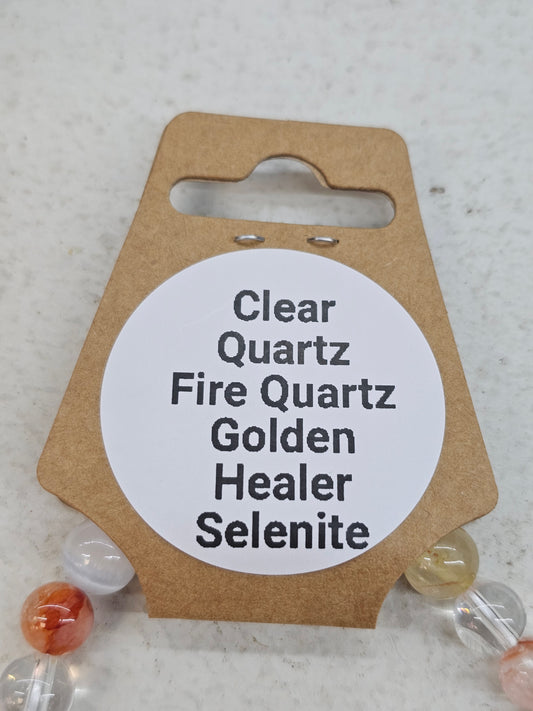 Clear
Quartz
Fire Quartz
Golden
Healer
Selenite